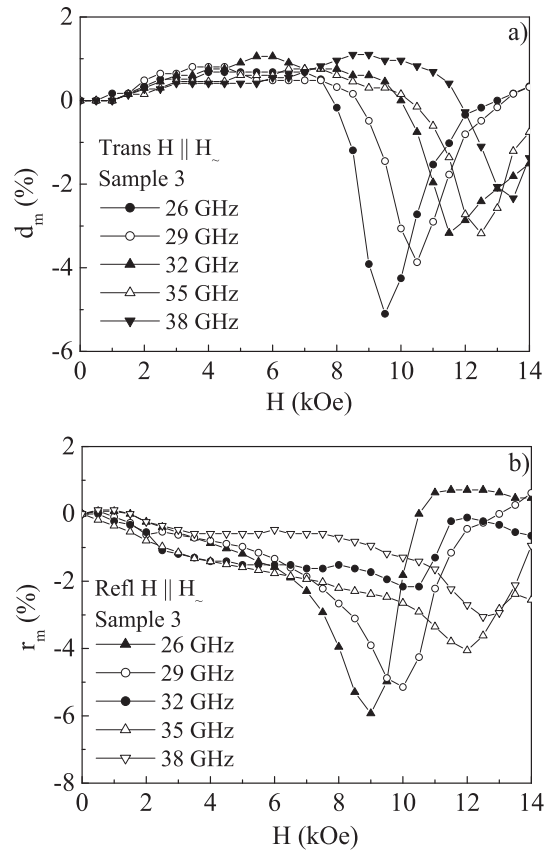 a)
2
0
-2
-4
-6
d_m (%)
Trans H || H_~
Sample 3
26 GHz
29 GHz
32 GHz
35 GHz
38 GHz
0 2 4 6 8 10 12 14
H (kOe)
b)
2
0
-2
-4
-6
-8
r_m (%)
Refl H || H_~
Sample 3
26 GHz
29 GHz
32 GHz
35 GHz
38 GHz
0 2 4 6 8 10 12 14
H (kOe)